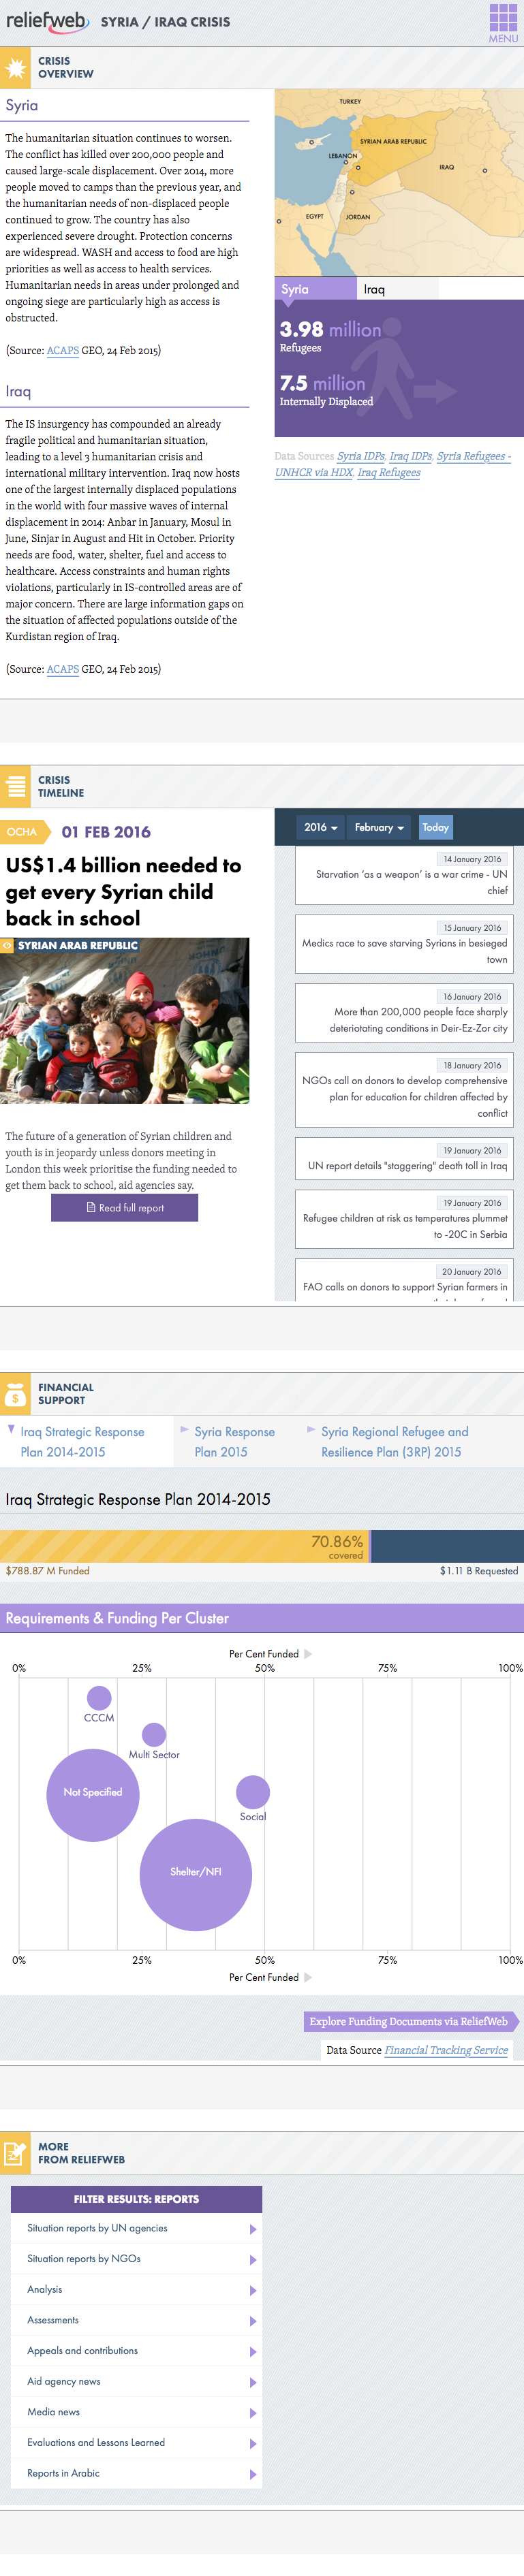 reliefweb SYRIA / IRAQ CRISIS
MENU
CRISIS
OVERVIEW
Syria
The humanitarian situation continues to worsen.
The conflict has killed over 200,000 people and
caused large-scale displacement. Over 2014, more
people moved to camps than the previous year, and
the humanitarian needs of non-displaced people
continued to grow. The country has also
experienced severe drought. Protection concerns
are widespread. WASH and access to food are high
priorities as well as access to health services.
Humanitarian needs in areas under prolonged and
ongoing siege are particularly high as access is
obstructed.
(Source: ACAPS GEO, 24 Feb 2015)
Iraq
The IS insurgency has compounded an already
fragile political and humanitarian situation,
leading to a level 3 humanitarian crisis and
international military intervention. Iraq now hosts
one of the largest internally displaced populations
in the world with four massive waves of internal
displacement in 2014: Anbar in January, Mosul in
June, Sinjar in August and Hit in October. Priority
needs are food, water, shelter, fuel and access to
healthcare. Access constraints and human rights
violations, particularly in IS-controlled areas are of
major concern. There are large information gaps on
the situation of affected populations outside of the
Kurdistan region of Iraq.
(Source: ACAPS GEO, 24 Feb 2015)
TURKEY
SYRIAN ARAB REPUBLIC
LEBANON
IRAQ
EGYPT
JORDAN
Syria
Iraq
3.98 million
Refugees
7.5 million
Internally Displaced
Data Sources Syria IDPs, Iraq IDPs, Syria Refugees -
UNHCR via HDX, Iraq Refugees
CRISIS
TIMELINE
OCHA 01 FEB 2016
US$1.4 billion needed to
get every Syrian child
back in school
SYRIAN ARAB REPUBLIC
The future of a generation of Syrian children and
youth is in jeopardy unless donors meeting in
London this week prioritise the funding needed to
get them back to school, aid agencies say.
Read full report
2016 February Today
14 January 2016
Starvation 'as a weapon' is a war crime - UN
chief
15 January 2016
Medics race to save starving Syrians in besieged
town
16 January 2016
More than 200,000 people face sharply
deteriotating conditions in Deir-Ez-Zor city
18 January 2016
NGOs call on donors to develop comprehensive
plan for education for children affected by
conflict
19 January 2016
UN report details "staggering" death toll in Iraq
19 January 2016
Refugee children at risk as temperatures plummet
to -20C in Serbia
20 January 2016
FAO calls on donors to support Syrian farmers in
FINANCIAL
SUPPORT
Iraq Strategic Response
Plan 2014-2015
Syria Response
Plan 2015
Syria Regional Refugee and
Resilience Plan (3RP) 2015
Iraq Strategic Response Plan 2014-2015
70.86%
covered
$788.87 M Funded
$1.11 B Requested
Requirements & Funding Per Cluster
Per Cent Funded
0% 25% 50% 75% 100%
CCCM
Multi Sector
Not Specified
Social
Shelter/NFI
0% 25% 50% 75% 100%
Per Cent Funded
Explore Funding Documents via ReliefWeb
Data Source Financial Tracking Service
MORE
FROM RELIEFWEB
FILTER RESULTS: REPORTS
Situation reports by UN agencies
Situation reports by NGOs
Analysis
Assessments
Appeals and contributions
Aid agency news
Media news
Evaluations and Lessons Learned
Reports in Arabic